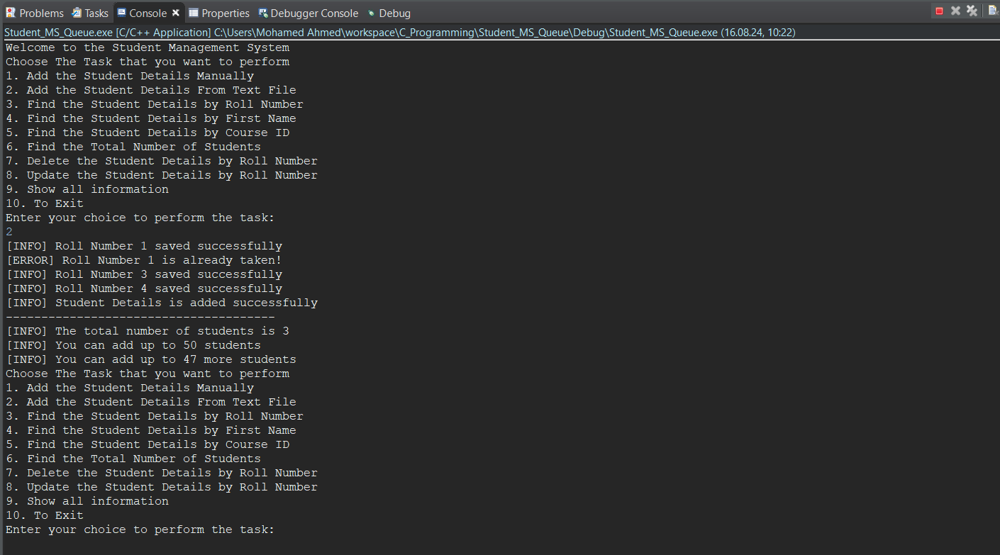 Problems Tasks Console Properties Debugger Console Debug
Student_MS_Queue.exe [C/C++ Application] C:\Users\Mohamed Ahmed\workspace\C_Programming\Student_MS_Queue\Debug\Student_MS_Queue.exe (16.08.24, 10:22)
Welcome to the Student Management System
Choose The Task that you want to perform
1. Add the Student Details Manually
2. Add the Student Details From Text File
3. Find the Student Details by Roll Number
4. Find the Student Details by First Name
5. Find the Student Details by Course ID
6. Find the Total Number of Students
7. Delete the Student Details by Roll Number
8. Update the Student Details by Roll Number
9. Show all information
10. To Exit
Enter your choice to perform the task:
2
[INFO] Roll Number 1 saved successfully
[ERROR] Roll Number 1 is already taken!
[INFO] Roll Number 3 saved successfully
[INFO] Roll Number 4 saved successfully
[INFO] Student Details is added successfully
--------------------------------------
[INFO] The total number of students is 3
[INFO] You can add up to 50 students
[INFO] You can add up to 47 more students
Choose The Task that you want to perform
1. Add the Student Details Manually
2. Add the Student Details From Text File
3. Find the Student Details by Roll Number
4. Find the Student Details by First Name
5. Find the Student Details by Course ID
6. Find the Total Number of Students
7. Delete the Student Details by Roll Number
8. Update the Student Details by Roll Number
9. Show all information
10. To Exit
Enter your choice to perform the task: